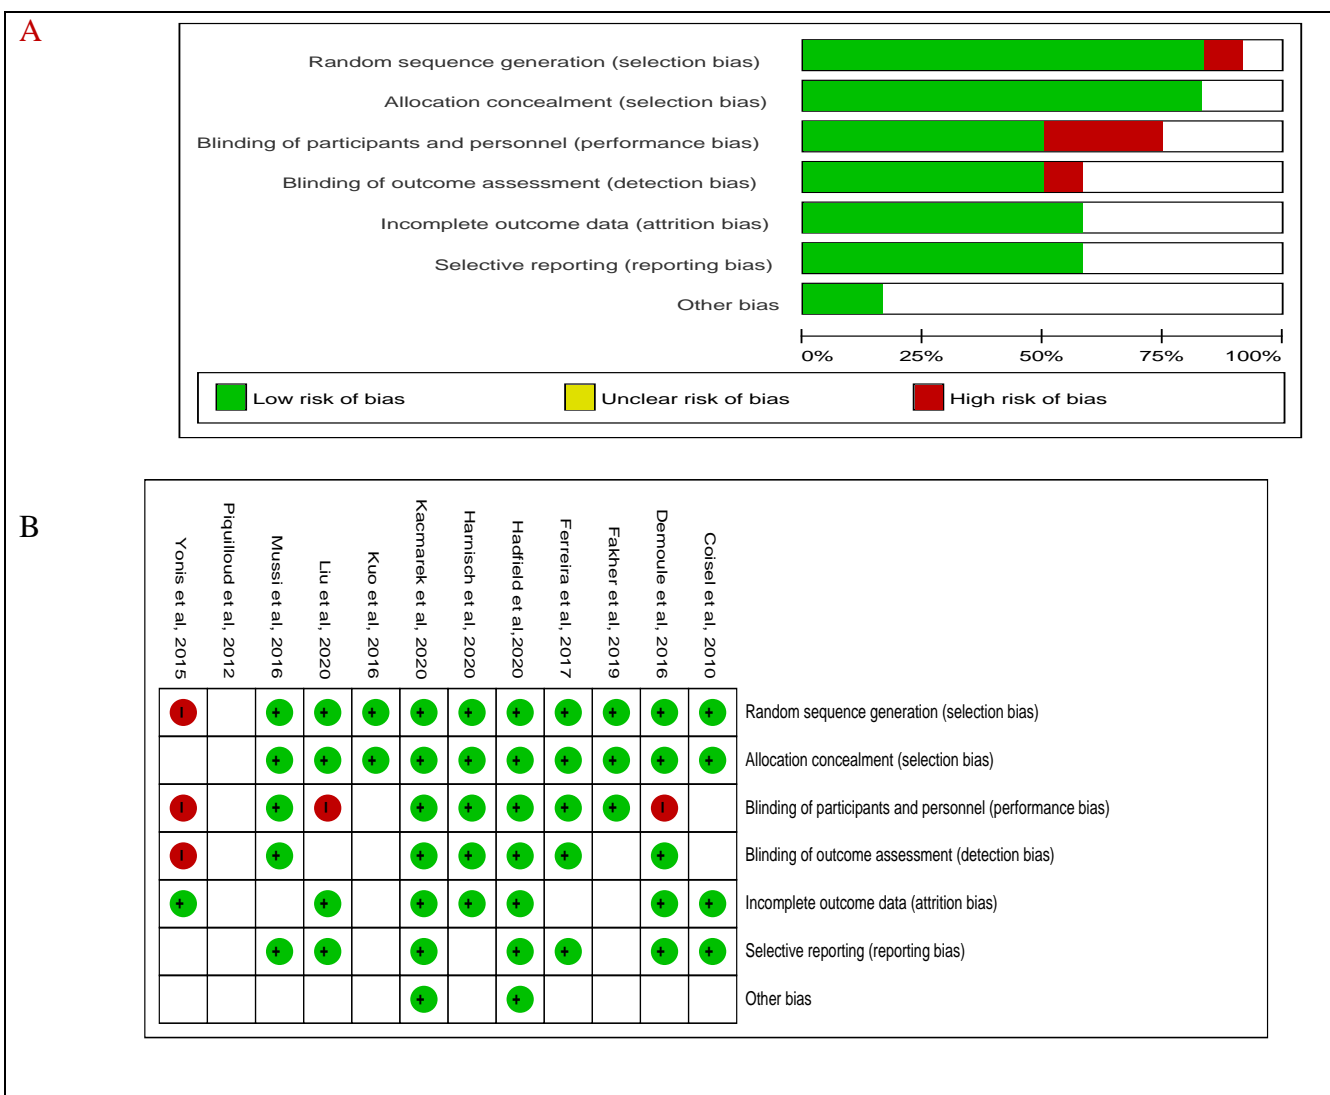 A
Random sequence generation (selection bias)
Allocation concealment (selection bias)
Blinding of participants and personnel (performance bias)
Blinding of outcome assessment (detection bias)
Incomplete outcome data (attrition bias)
Selective reporting (reporting bias)
Other bias
0% 25% 50% 75% 100%
Low risk of bias Unclear risk of bias High risk of bias
B
Yonis et al, 2015
Piquilloud et al, 2012
Mussi et al, 2016
Liu et al, 2020
Kuo et al, 2016
Kacmarek et al, 2020
Harnisch et al, 2020
Hadfield et al,2020
Ferreira et al, 2017
Fakher et al, 2019
Demoule et al, 2016
Coisel et al, 2010
- + + + + + + + + + + Random sequence generation (selection bias)
+ + + + + + + + + + Allocation concealment (selection bias)
- + - + + + + + - Blinding of participants and personnel (performance bias)
- + + + + + + Blinding of outcome assessment (detection bias)
+ + + + + + + Incomplete outcome data (attrition bias)
+ + + + + + + Selective reporting (reporting bias)
+ + Other bias